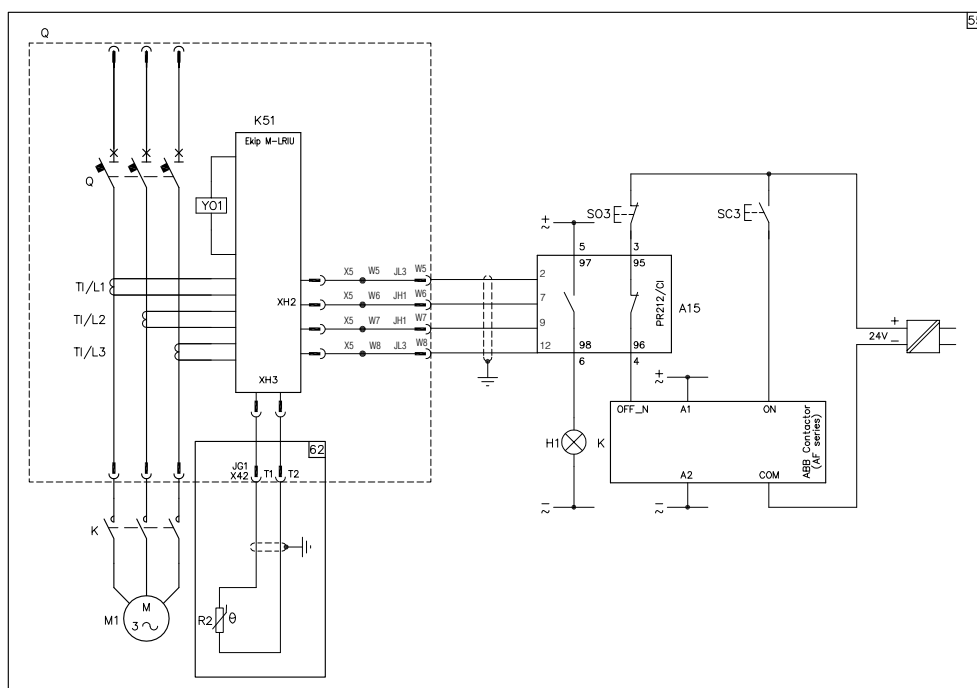 55
Q
K51
Ekip M-LRIU
Q
YO1
SO3
SC3
+
~
5
3
97
95
TI/L1
TI/L2
TI/L3
XH2
X5 W5 JL3 W5
X5 W6 JH1 W6
X5 W7 JH1 W7
X5 W8 JL3 W8
2
7
9
12
PR212/CI
A15
98
96
6
4
24V
+
–
XH3
+
~
OFF_N
A1
ON
H1
K
ABB Contactor
(AF series)
A2
COM
–
~
–
~
62
JG1
X42
T1
T2
K
M1
M
3 ~
R2
θ